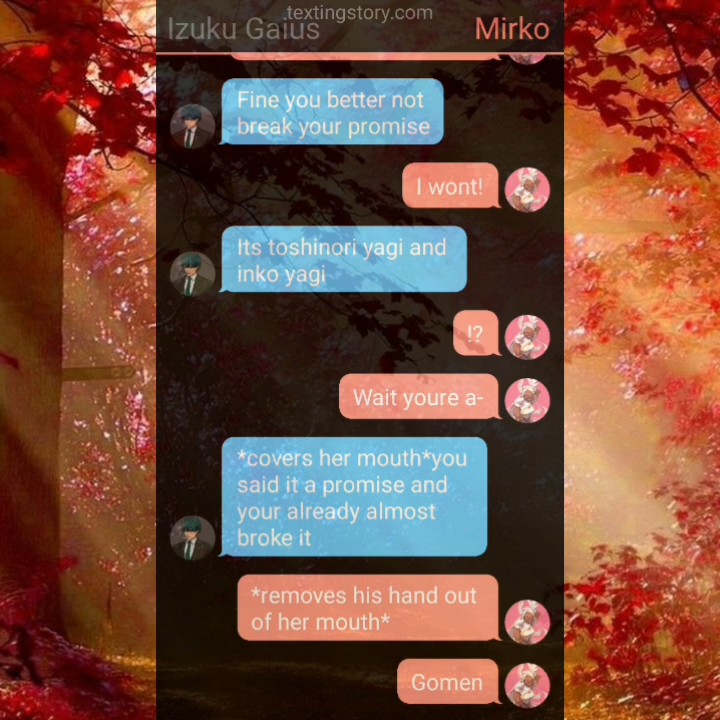 .textingstory.com
Izuku Gaius
Mirko
Fine you better not
break your promise
I wont!
Its toshinori yagi and
inko yagi
!?
Wait youre a-
*covers her mouth*you
said it a promise and
your already almost
broke it
*removes his hand out
of her mouth*
Gomen